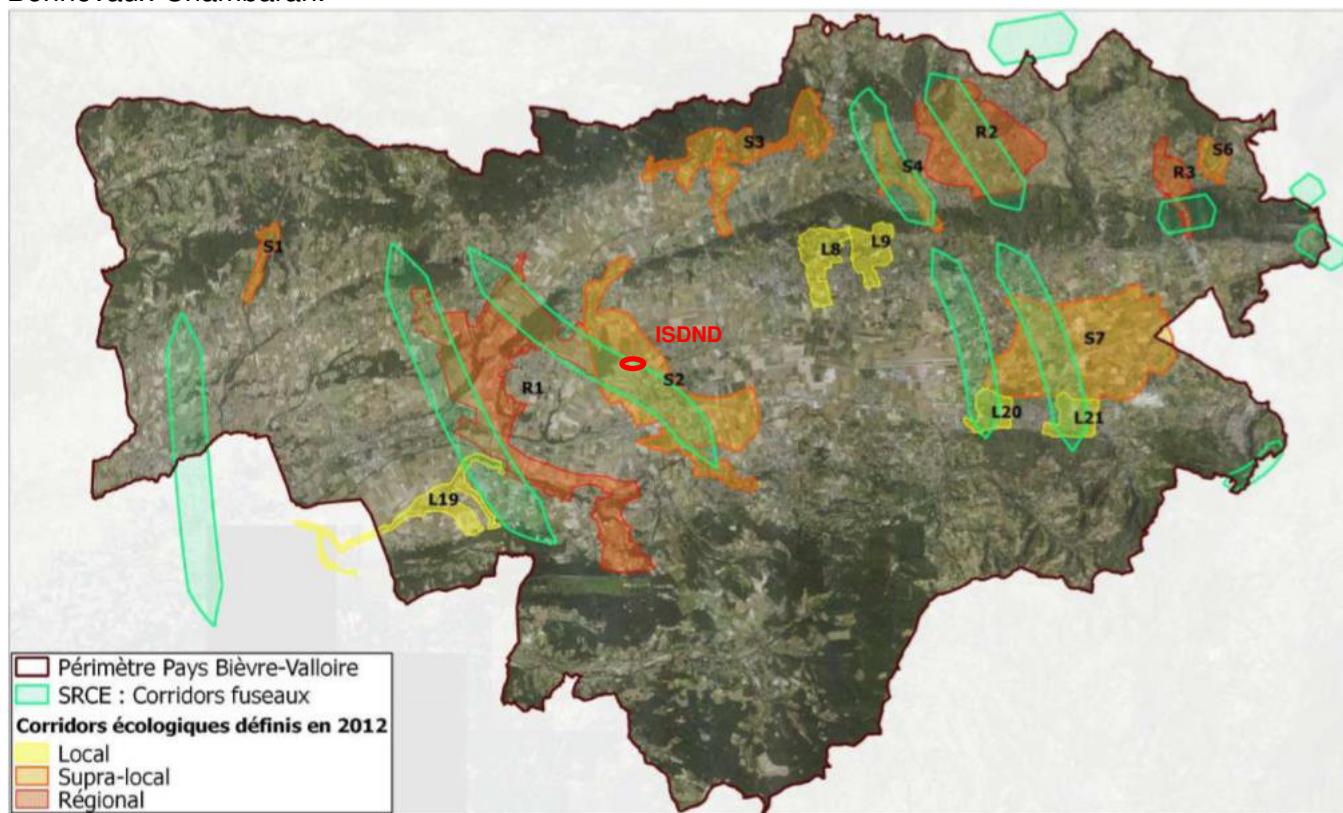 S3
R2
S4
S6
R3
S1
L8
L9
ISDND
S7
S2
R1
L20
L21
L19
Périmètre Pays Bièvre-Valloire
SRCE : Corridors fuseaux
Corridors écologiques définis en 2012
Local
Supra-local
Régional